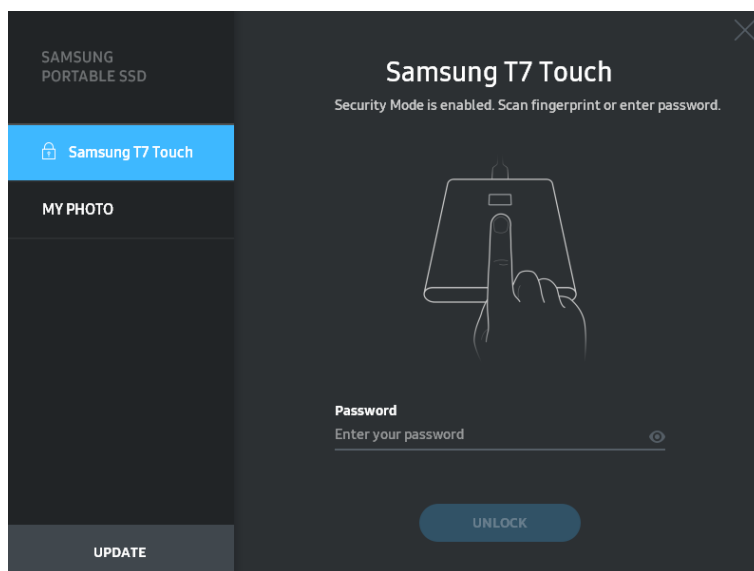 SAMSUNG
PORTABLE SSD
Samsung T7 Touch
MY PHOTO
UPDATE
Samsung T7 Touch
Security Mode is enabled. Scan fingerprint or enter password.
Password
Enter your password
UNLOCK